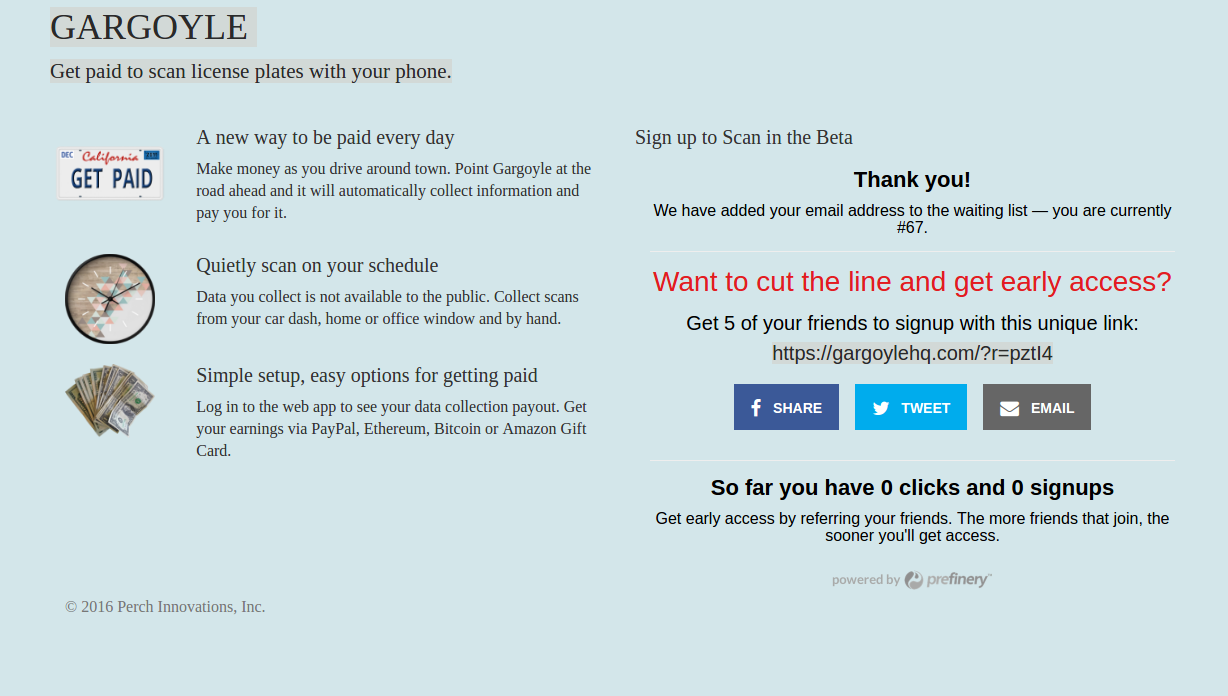 GARGOYLE
Get paid to scan license plates with your phone.
DEC
California
GET PAID
A new way to be paid every day
Make money as you drive around town. Point Gargoyle at the
road ahead and it will automatically collect information and
pay you for it.
Quietly scan on your schedule
Data you collect is not available to the public. Collect scans
from your car dash, home or office window and by hand.
Simple setup, easy options for getting paid
Log in to the web app to see your data collection payout. Get
your earnings via PayPal, Ethereum, Bitcoin or Amazon Gift
Card.
Sign up to Scan in the Beta
Thank you!
We have added your email address to the waiting list — you are currently
#67.
Want to cut the line and get early access?
Get 5 of your friends to signup with this unique link:
https://gargoylehq.com/?r=pztI4
SHARE
TWEET
EMAIL
So far you have 0 clicks and 0 signups
Get early access by referring your friends. The more friends that join, the
sooner you'll get access.
powered by prefinery™
© 2016 Perch Innovations, Inc.